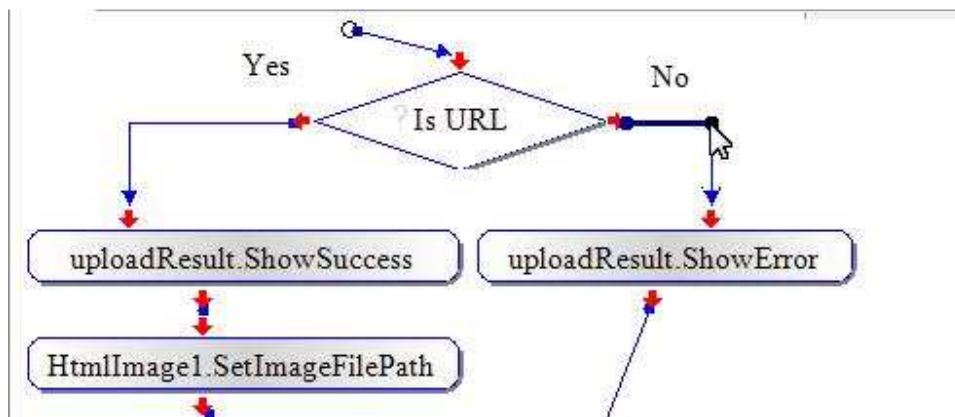 Yes
No
?Is URL
uploadResult.ShowSuccess
uploadResult.ShowError
HtmlImage1.SetImageFilePath